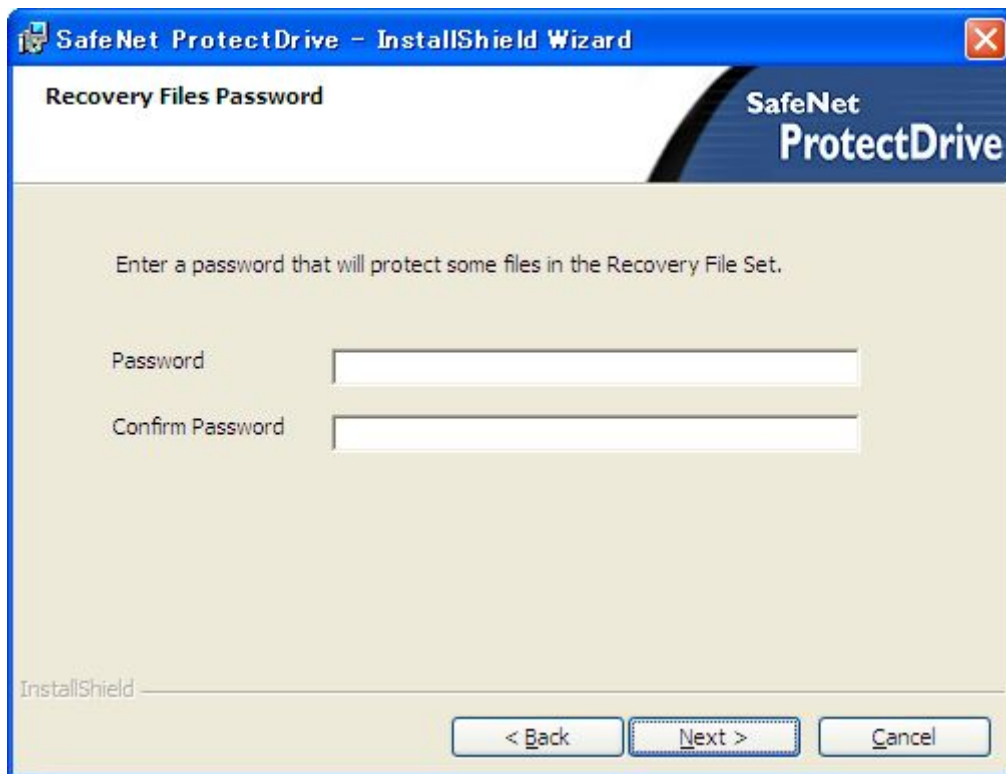 SafeNet ProtectDrive - InstallShield Wizard
Recovery Files Password
SafeNet
ProtectDrive
Enter a password that will protect some files in the Recovery File Set.
Password
Confirm Password
InstallShield
< Back
Next >
Cancel